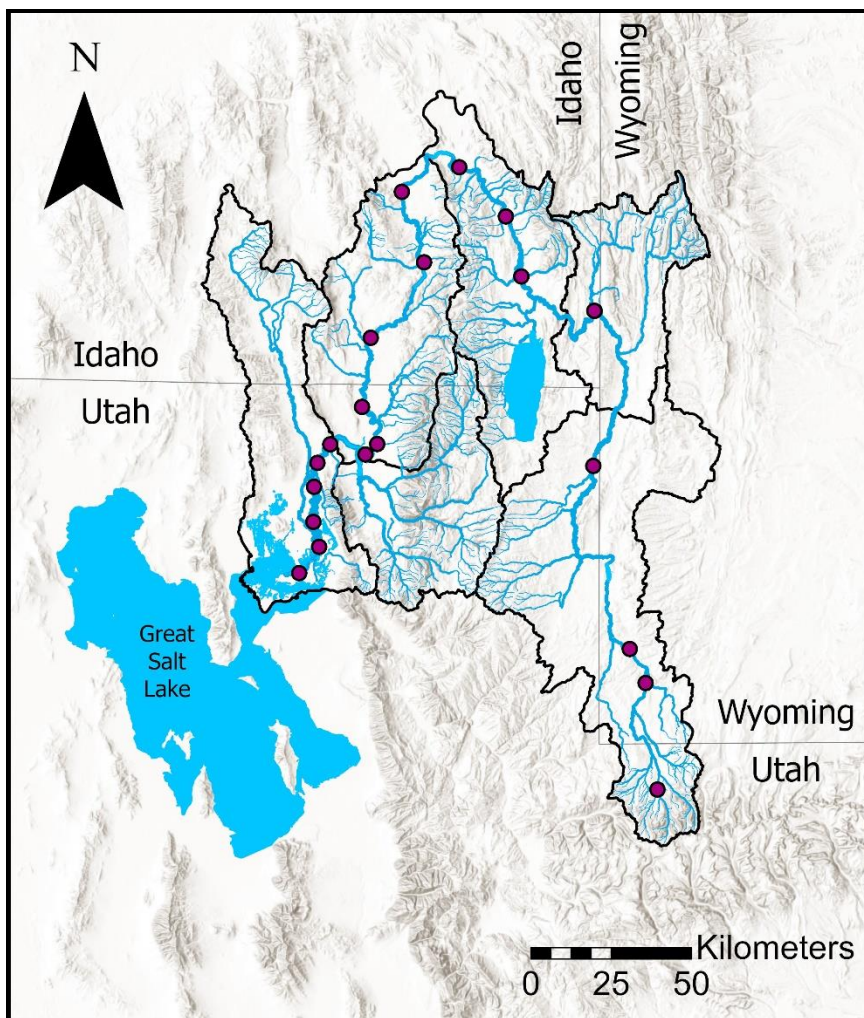 N
Idaho
Wyoming
Idaho
Utah
Great
Salt
Lake
Wyoming
Utah
Kilometers
0 25 50